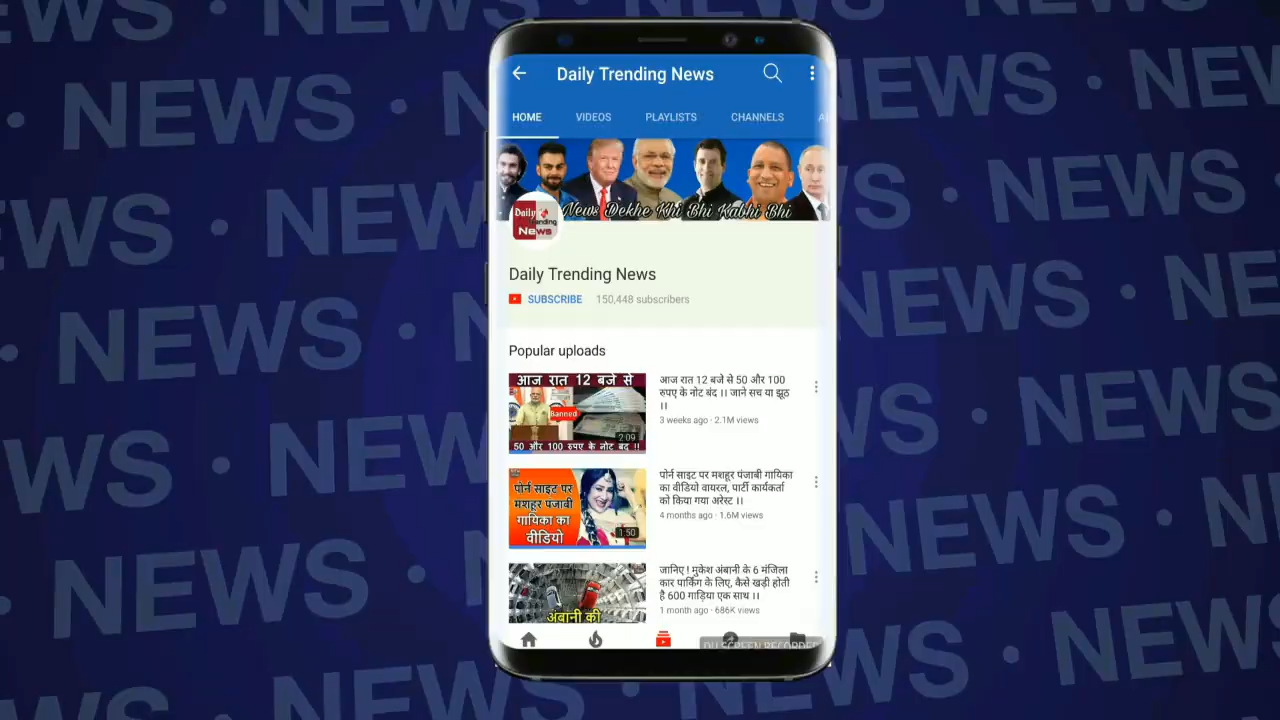 NEWS • NEWS • NEWS
Daily Trending News
HOME VIDEOS PLAYLISTS CHANNELS
Daily
Trending
News
News Dekhe Khi Bhi Kabhi Bhi
Daily Trending News
SUBSCRIBE 150,448 subscribers
Popular uploads
आज रात 12 बजे से
Banned
2:09
50 और 100 रुपए के नोट बंद !!
आज रात 12 बजे से 50 और 100
रुपए के नोट बंद ।। जाने सच या झूठ
।।
3 weeks ago · 2.1M views
पोर्न साइट पर
मशहूर पंजाबी
गायिका का
वीडियो
1:50
पोर्न साइट पर मशहूर पंजाबी गायिका
का वीडियो वायरल, पार्टी कार्यकर्ता
को किया गया अरेस्ट ।।
4 months ago · 1.6M views
अंबानी की
जानिए ! मुकेश अंबानी के 6 मंजिला
कार पार्किंग के लिए, कैसे खड़ी होती
है 600 गाड़िया एक साथ ।।
1 month ago · 686K views
DU SCREEN RECORDER